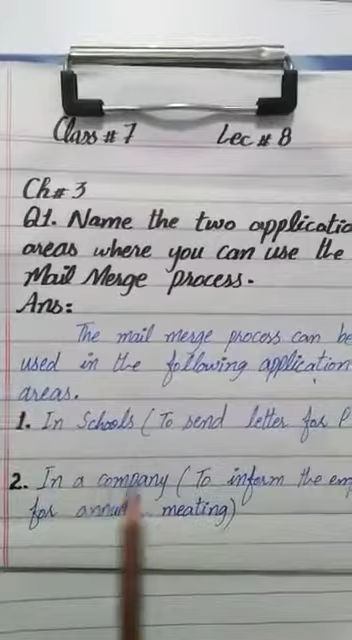 Class # 7 Lec # 8
Ch# 3
Q1. Name the two applicatio
areas where you can use the
Mail Merge Process.
Ans:
The mail merge process can be
used in the following application
areas.
1. In Schools (To send letter for P
2. In a company (To inform the em
for meating)